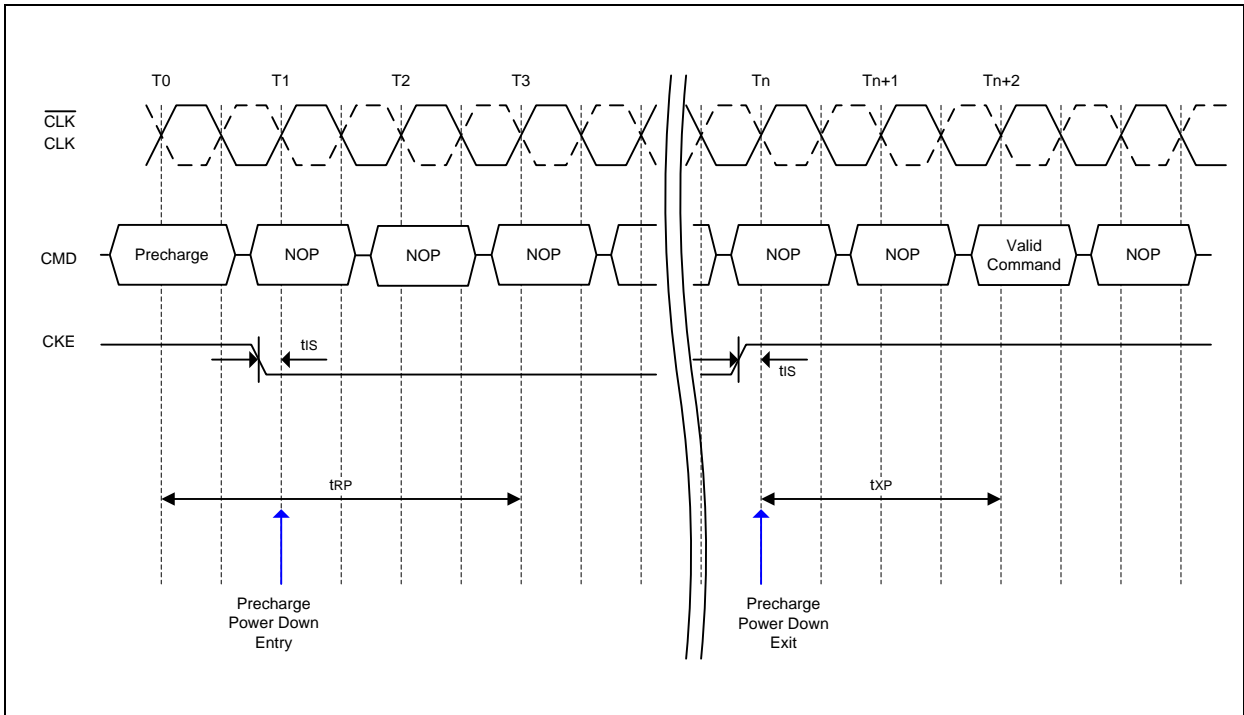 T0 T1 T2 T3 Tn Tn+1 Tn+2
CLK
CLK
CMD
Precharge NOP NOP NOP NOP NOP Valid Command NOP
CKE
tIS
tIS
tRP
tXP
Precharge
Power Down
Entry
Precharge
Power Down
Exit